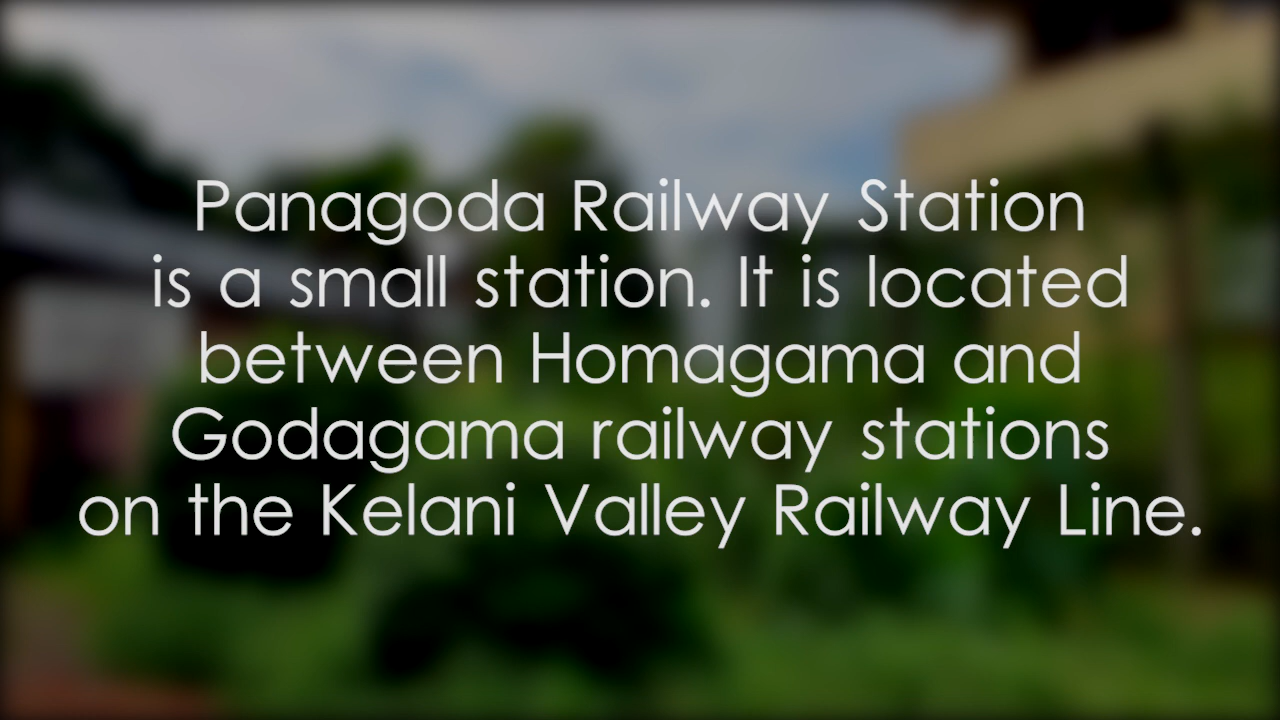 Panagoda Railway Station
is a small station. It is located
between Homagama and
Godagama railway stations
on the Kelani Valley Railway Line.